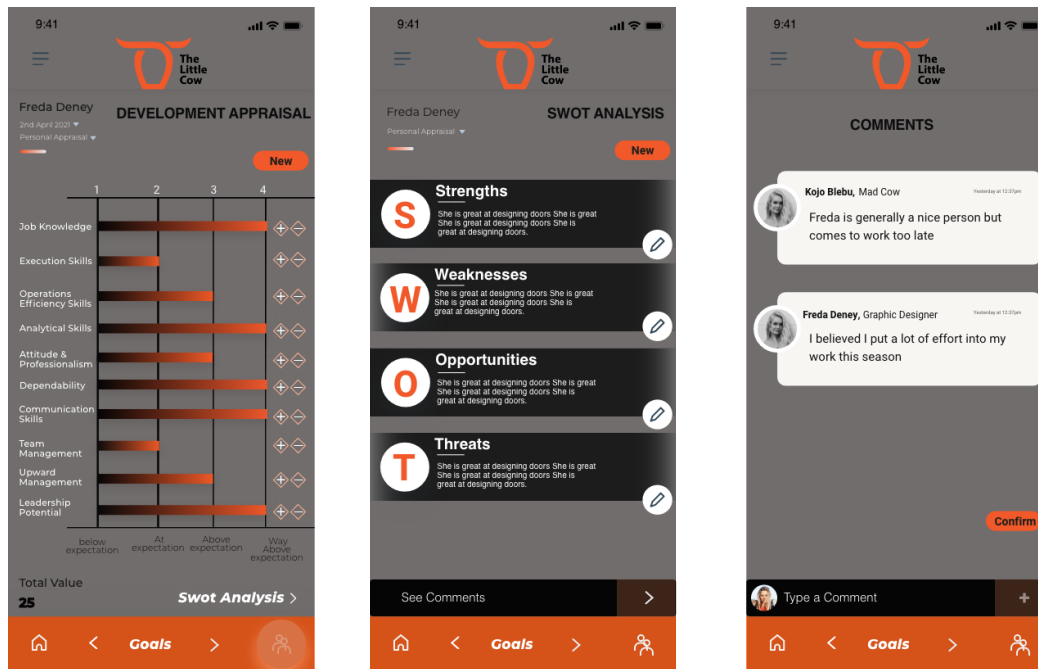 9:41
The
Little
Cow
Freda Deney
DEVELOPMENT APPRAISAL
2nd April 2021
Personal Appraisal
New
1 2 3 4
Job Knowledge
Execution Skills
Operations
Efficiency Skills
Analytical Skills
Attitude &
Professionalism
Dependability
Communication
Skills
Team
Management
Upward
Management
Leadership
Potential
below
expectation
At
expectation
Above
expectation
Way
Above
expectation
Total Value
25
Swot Analysis >
< Goals >
9:41
The
Little
Cow
Freda Deney
SWOT ANALYSIS
Personal Appraisal
New
S
Strengths
She is great at designing doors She is great
She is great at designing doors She is
great at designing doors.
W
Weaknesses
She is great at designing doors She is great
She is great at designing doors She is
great at designing doors.
O
Opportunities
She is great at designing doors She is great
She is great at designing doors She is
great at designing doors.
T
Threats
She is great at designing doors She is great
She is great at designing doors She is
great at designing doors.
See Comments >
< Goals >
9:41
The
Little
Cow
COMMENTS
Kojo Blebu, Mad Cow
Yesterday at 12:37pm
Freda is generally a nice person but
comes to work too late
Freda Deney, Graphic Designer
Yesterday at 12:37pm
I believed I put a lot of effort into my
work this season
Confirm
Type a Comment +
< Goals >